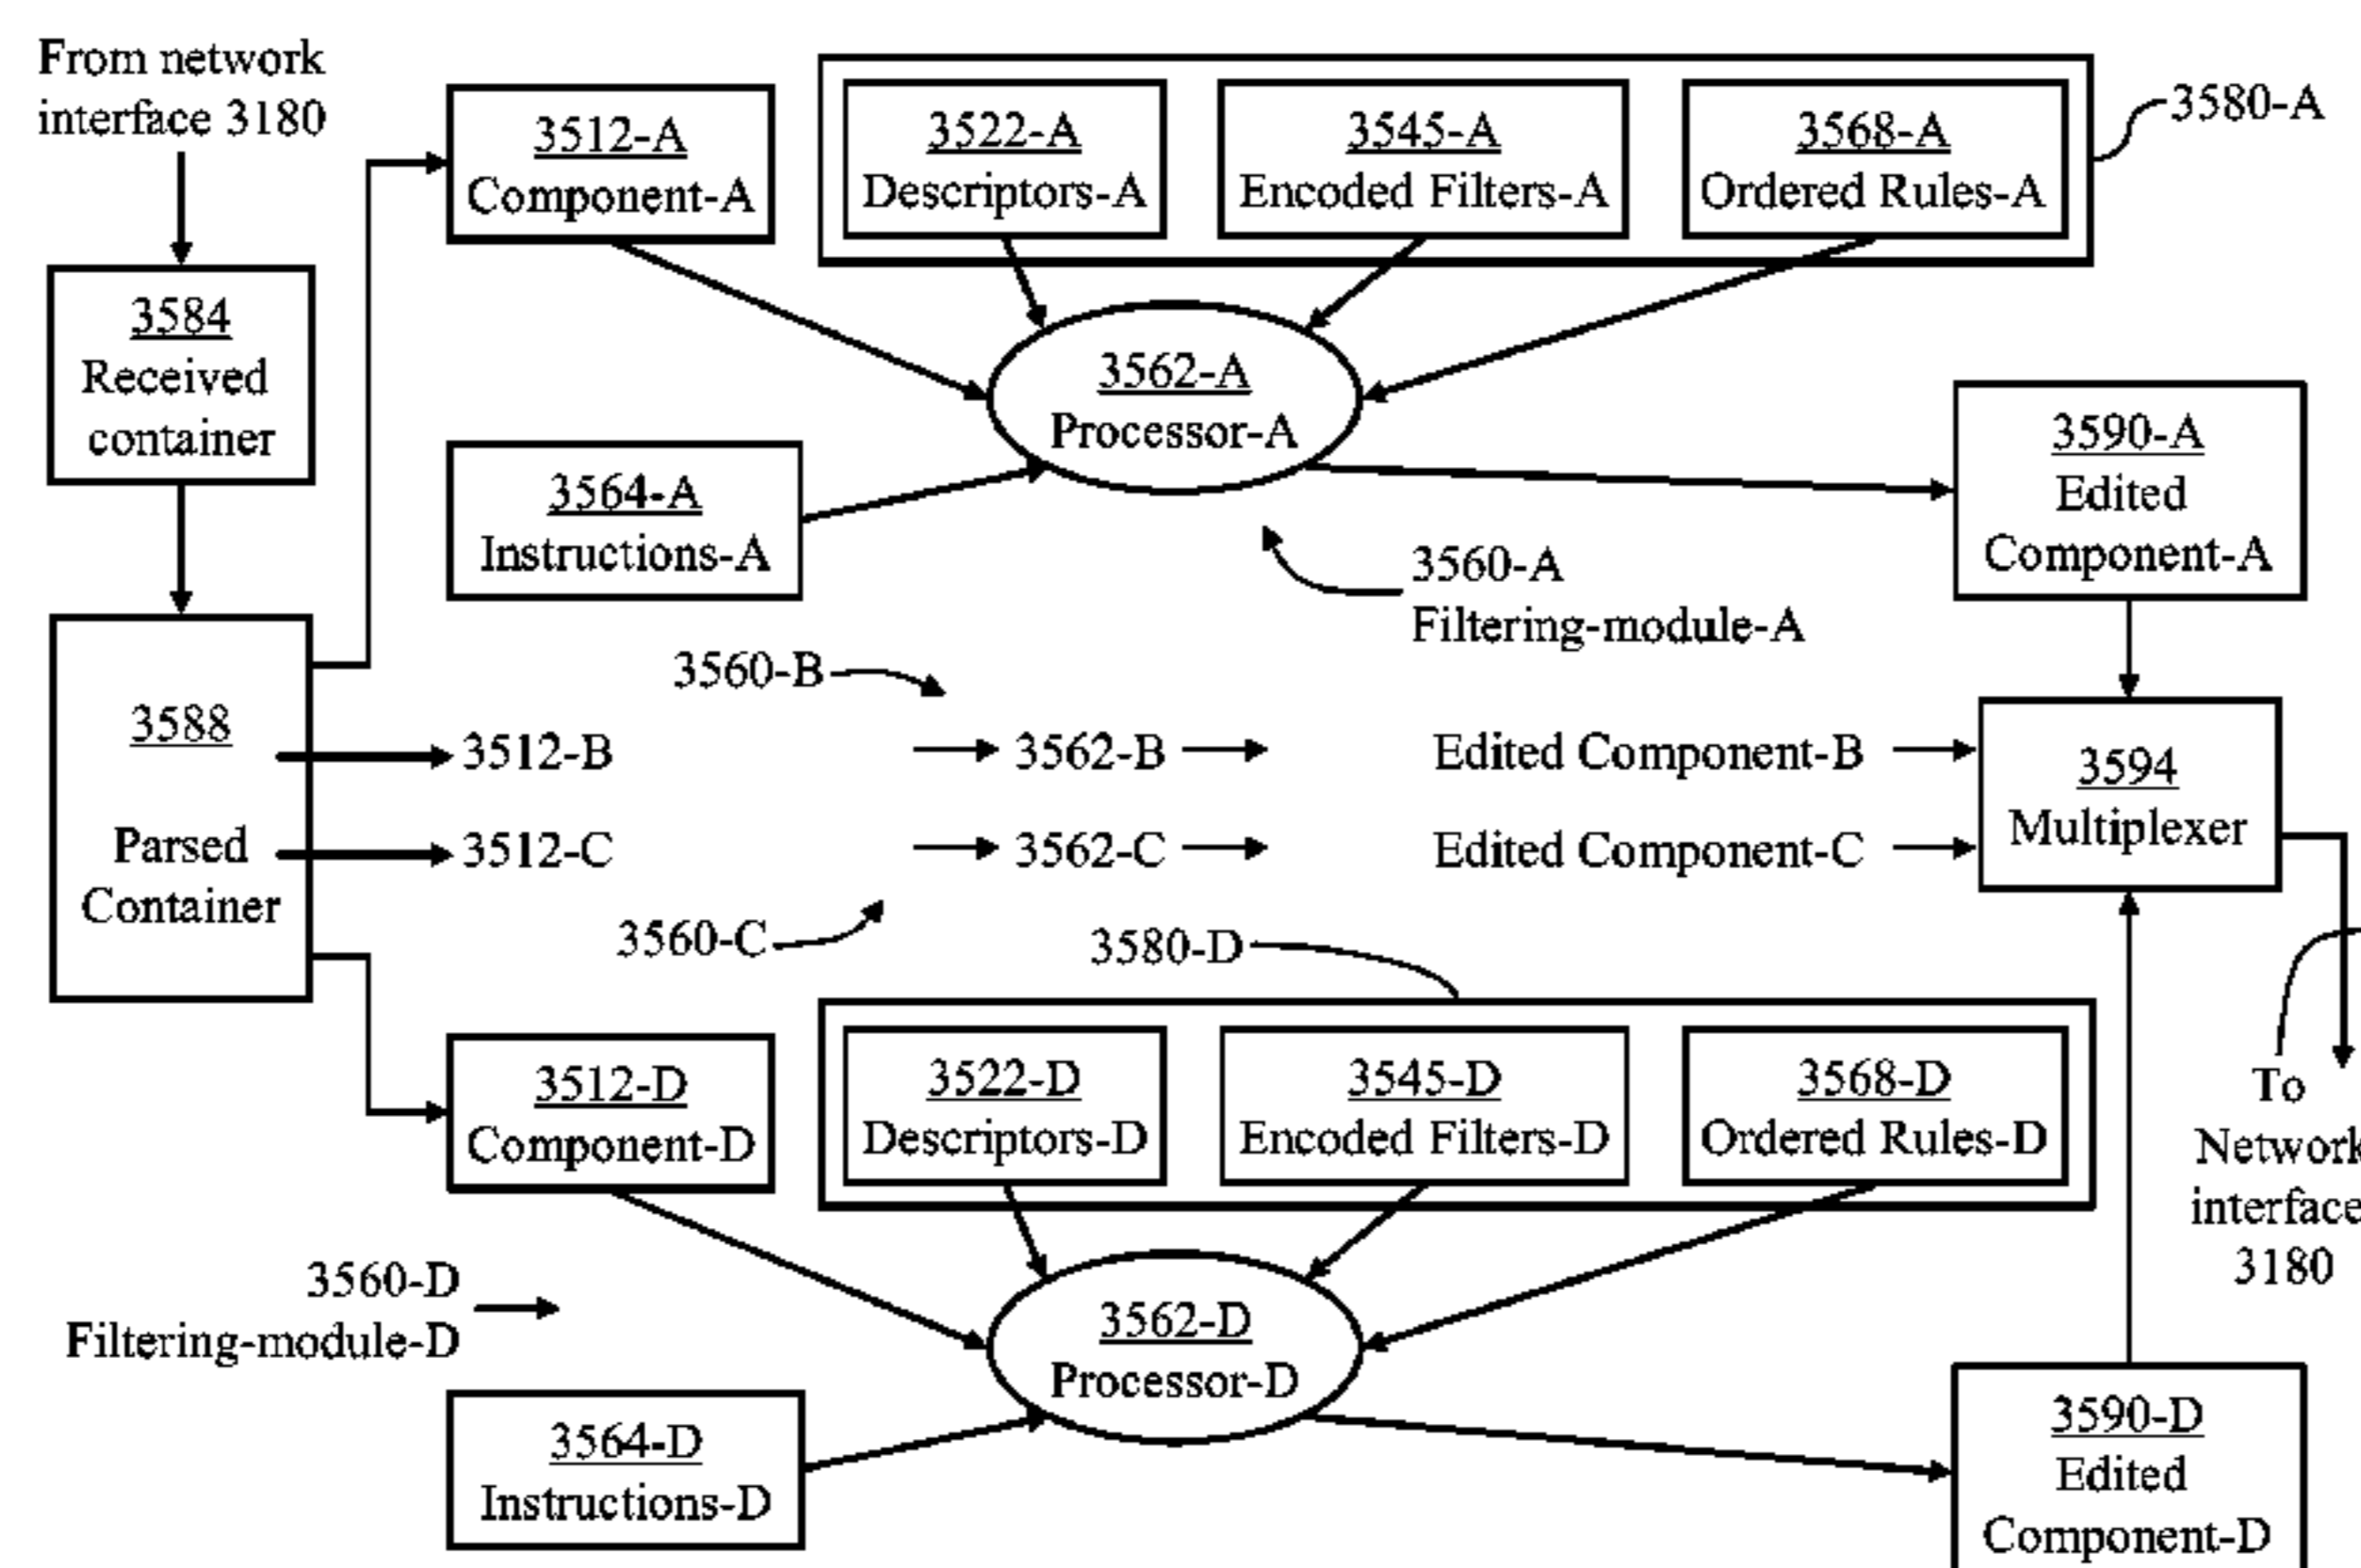 From network
interface 3180
3584
Received
container
3588
Parsed
Container
3512-A
Component-A
3522-A
Descriptors-A
3545-A
Encoded Filters-A
3568-A
Ordered Rules-A
3580-A
3562-A
Processor-A
3564-A
Instructions-A
3560-A
Filtering-module-A
3590-A
Edited
Component-A
3560-B
3512-B
3562-B
Edited Component-B
3512-C
3562-C
Edited Component-C
3560-C
3594
Multiplexer
3580-D
3512-D
Component-D
3522-D
Descriptors-D
3545-D
Encoded Filters-D
3568-D
Ordered Rules-D
To
Network
interface
3180
3560-D
Filtering-module-D
3562-D
Processor-D
3564-D
Instructions-D
3590-D
Edited
Component-D